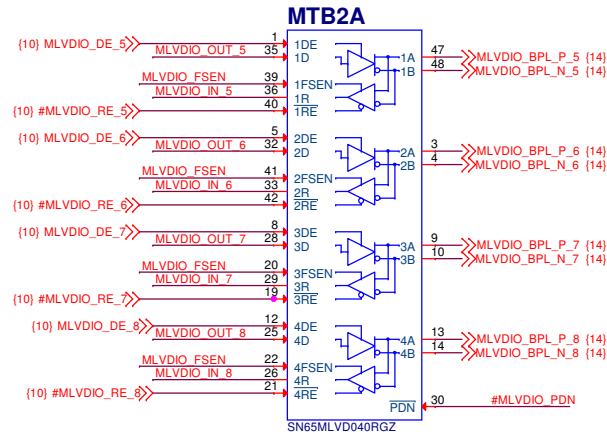 MTB2A
{10} MLVDIO_DE_5 1 1DE
MLVDIO_OUT_5 35 1D 1A 47 MLVDIO_BPL_P_5 {14}
1B 48 MLVDIO_BPL_N_5 {14}
MLVDIO_FSEN 39 1FSEN
MLVDIO_IN_5 36 1R
{10} #MLVDIO_RE_5 40 1RE
{10} MLVDIO_DE_6 5 2DE
MLVDIO_OUT_6 32 2D 2A 3 MLVDIO_BPL_P_6 {14}
2B 4 MLVDIO_BPL_N_6 {14}
MLVDIO_FSEN 41 2FSEN
MLVDIO_IN_6 33 2R
{10} #MLVDIO_RE_6 42 2RE
{10} MLVDIO_DE_7 8 3DE
MLVDIO_OUT_7 28 3D 3A 9 MLVDIO_BPL_P_7 {14}
3B 10 MLVDIO_BPL_N_7 {14}
MLVDIO_FSEN 20 3FSEN
MLVDIO_IN_7 29 3R
{10} #MLVDIO_RE_7 19 3RE
{10} MLVDIO_DE_8 12 4DE
MLVDIO_OUT_8 25 4D 4A 13 MLVDIO_BPL_P_8 {14}
4B 14 MLVDIO_BPL_N_8 {14}
MLVDIO_FSEN 22 4FSEN
MLVDIO_IN_8 26 4R
{10} #MLVDIO_RE_8 21 4RE
PDN 30 #MLVDIO_PDN
SN65MLVD040RGZ